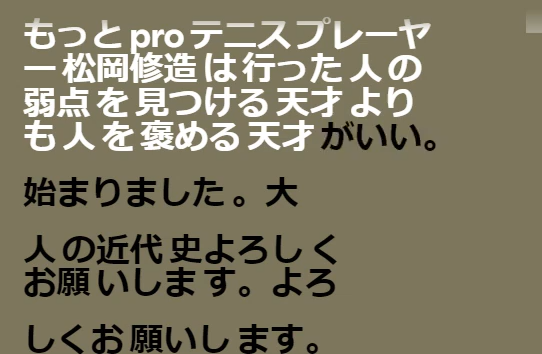 もっとproテニスプレーヤ
ー松岡修造は行った人の
弱点を見つける天才より
も人を褒める天才がいい。
始まりました。大
人の近代史よろしく
お願いします。よろ
しくお願いします。